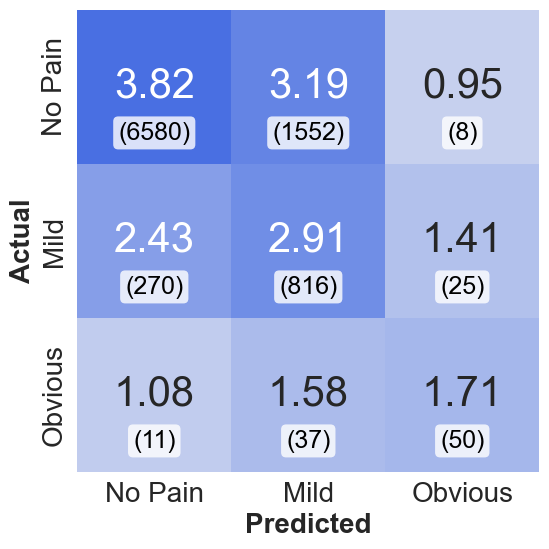 No Pain
3.82
3.19
0.95
(6580)
(1552)
(8)
Actual
Mild
2.43
2.91
1.41
(270)
(816)
(25)
Obvious
1.08
1.58
1.71
(11)
(37)
(50)
No Pain
Mild
Obvious
Predicted